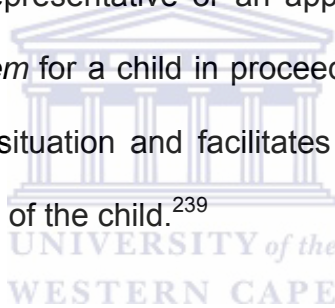 representative or an app
em for a child in proceed
situation and facilitates
of the child.239
UNIVERSITY of the
WESTERN CAPE